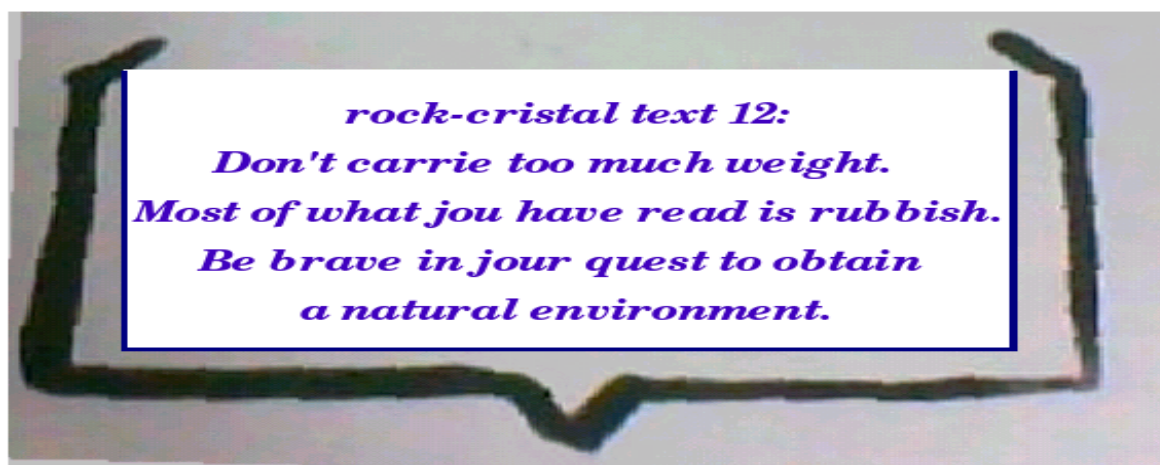 rock-cristal text 12:
Don't carrie too much weight.
Most of what jou have read is rubbish.
Be brave in jour quest to obtain
a natural environment.